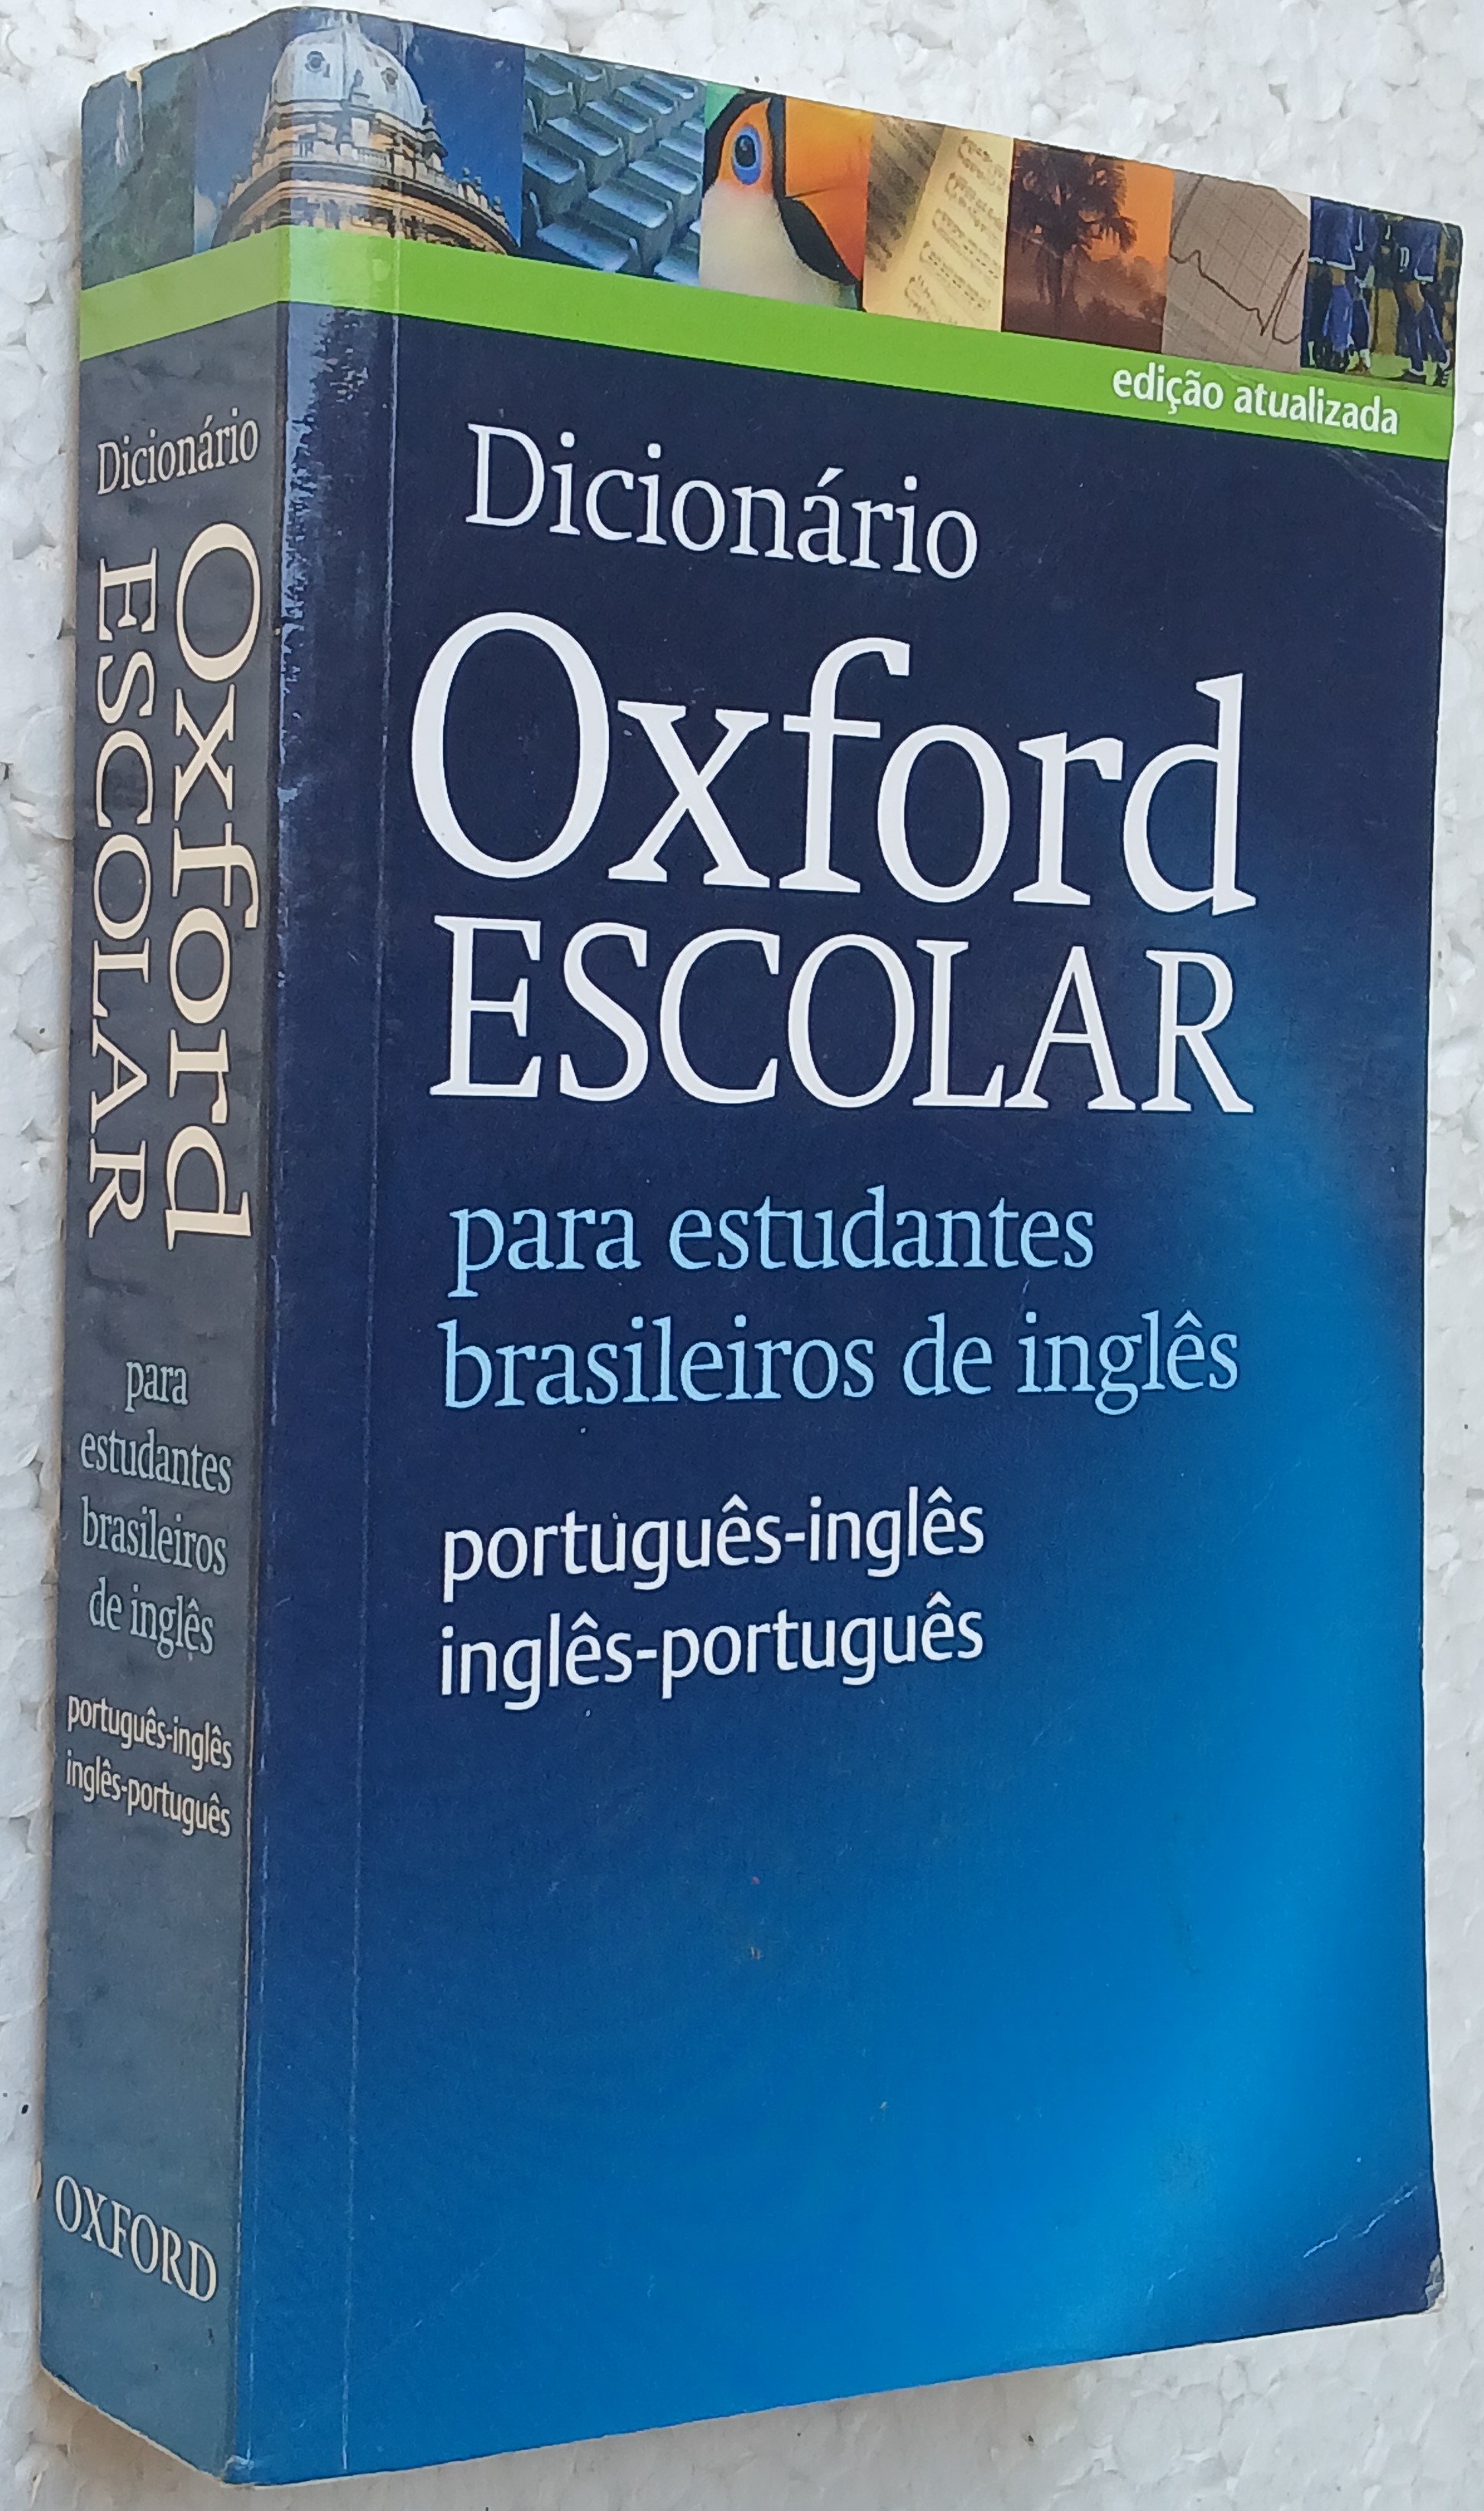 edição atualizada
Dicionário
Oxford
ESCOLAR
para estudantes
brasileiros de inglês
português-inglês
inglês-português
Dicionário
Oxford
ESCOLAR
para
estudantes
brasileiros
de inglês
português-inglês
inglês-português
OXFORD